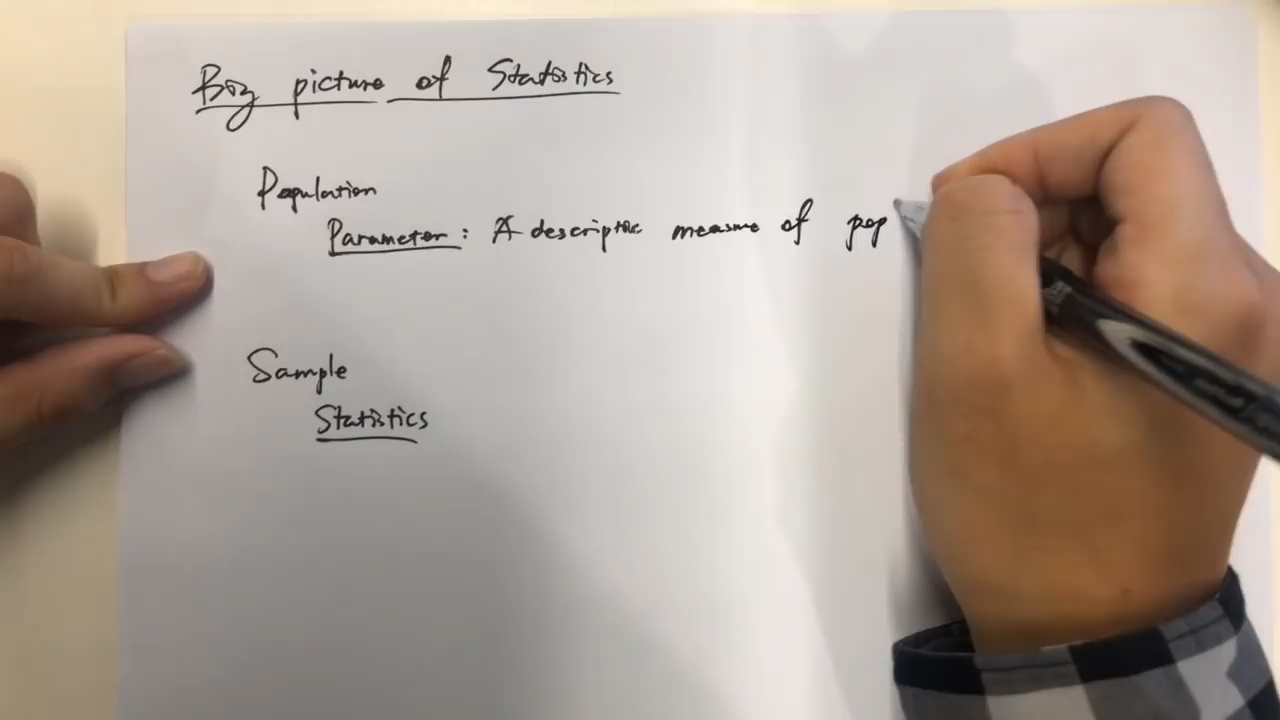 Big picture of Statistics
Population
Parameter: A descriptive measure of pop
Sample
Statistics